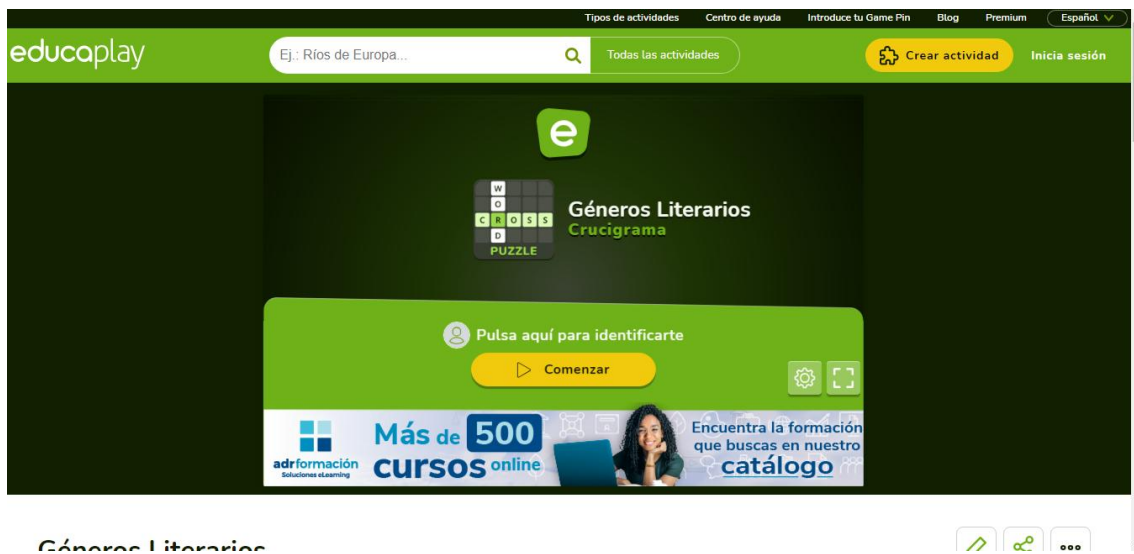 Tipos de actividades Centro de ayuda Introduce tu Game Pin Blog Premium Español
educaplay Ej.: Ríos de Europa... Todas las actividades Crear actividad Inicia sesión
e
W
O
CROSS
D
PUZZLE
Géneros Literarios
Crucigrama
Pulsa aquí para identificarte
Comenzar
adrformación
Soluciones eLearning
Más de 500
cursos online
Encuentra la formación
que buscas en nuestro
catálogo
Géneros Literarios